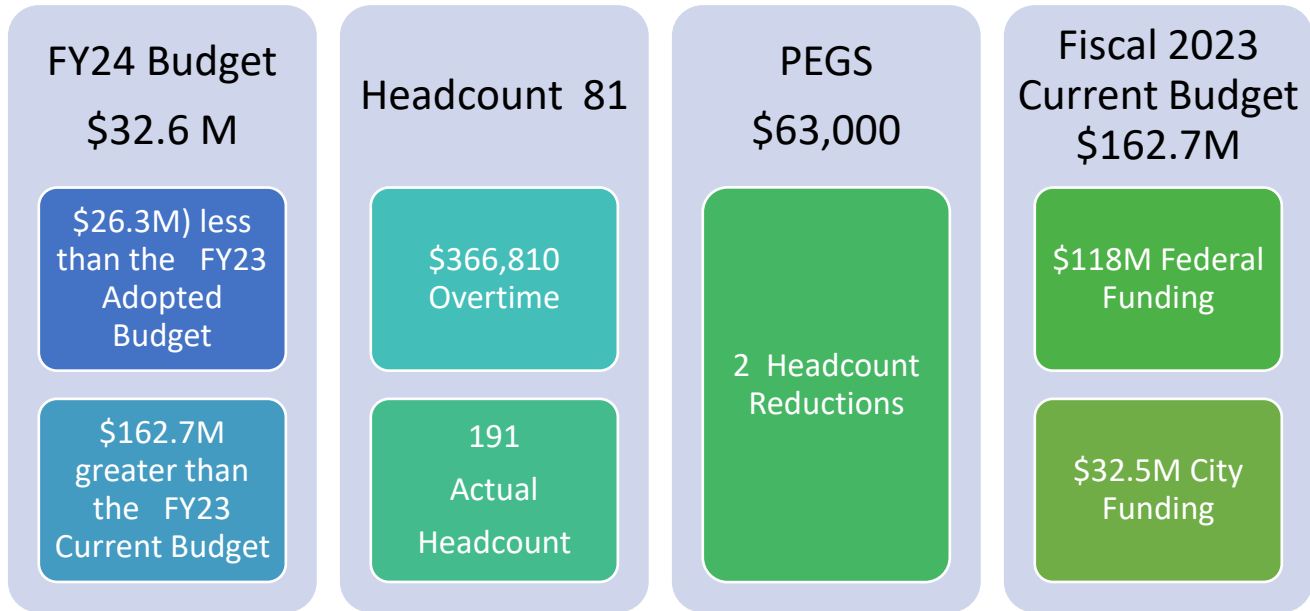 FY24 Budget
$32.6 M
$26.3M) less
than the FY23
Adopted
Budget
$162.7M
greater than
the FY23
Current Budget
Headcount 81
$366,810
Overtime
191
Actual
Headcount
PEGS
$63,000
2 Headcount
Reductions
Fiscal 2023
Current Budget
$162.7M
$118M Federal
Funding
$32.5M City
Funding